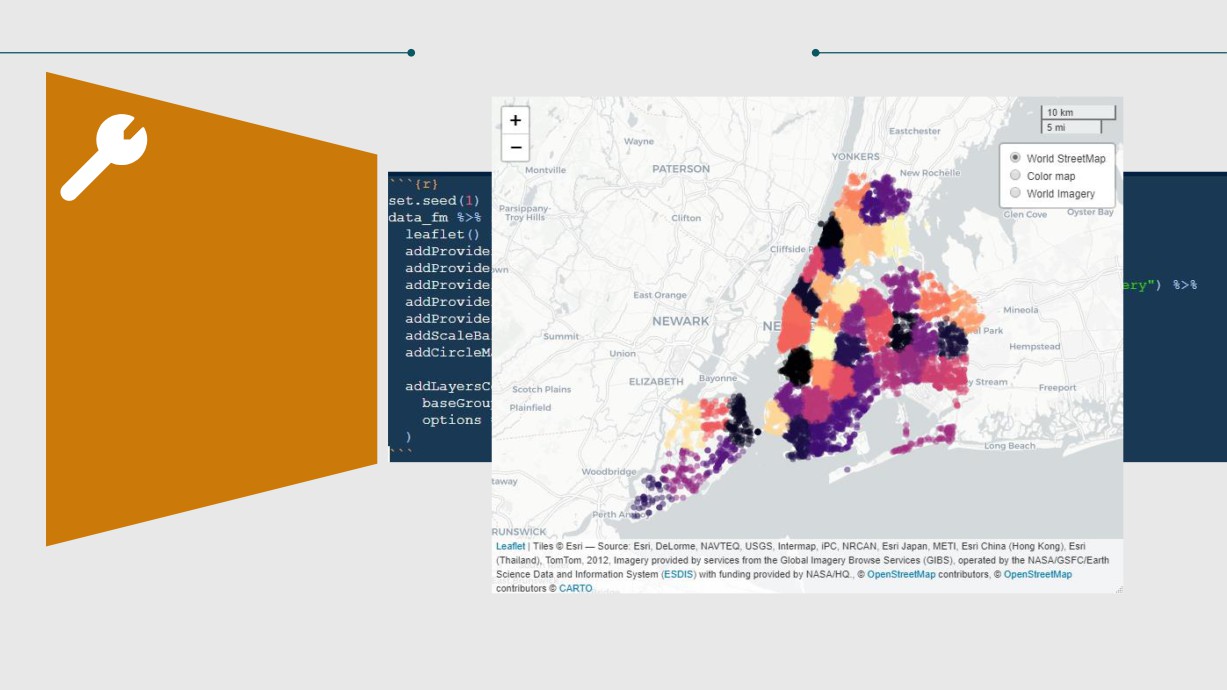 ```{r}
set.seed(1)
data_fm %>%
leaflet()
addProvide
addProvide
addProvide
addProvide
addProvide
addScaleBa
addCircleM
addLayersC
baseGrou
options
)
```
ery") %>%
+
−
10 km
5 mi
World StreetMap
Color map
World Imagery
Eastchester
Wayne
YONKERS
PATERSON
Montville
New Rochelle
Parsippany-
Troy Hills
Glen Cove
Oyster Bay
Clifton
Cliffside P
own
East Orange
Mineola
NEWARK
NE
al Park
Summit
Hempstead
Union
ELIZABETH
Bayonne
y Stream
Freeport
Scotch Plains
Plainfield
Long Beach
Woodbridge
taway
Perth Am
RUNSWICK
Leaflet | Tiles © Esri — Source: Esri, DeLorme, NAVTEQ, USGS, Intermap, iPC, NRCAN, Esri Japan, METI, Esri China (Hong Kong), Esri
(Thailand), TomTom, 2012, Imagery provided by services from the Global Imagery Browse Services (GIBS), operated by the NASA/GSFC/Earth
Science Data and Information System (ESDIS) with funding provided by NASA/HQ., © OpenStreetMap contributors, © OpenStreetMap
contributors © CARTO